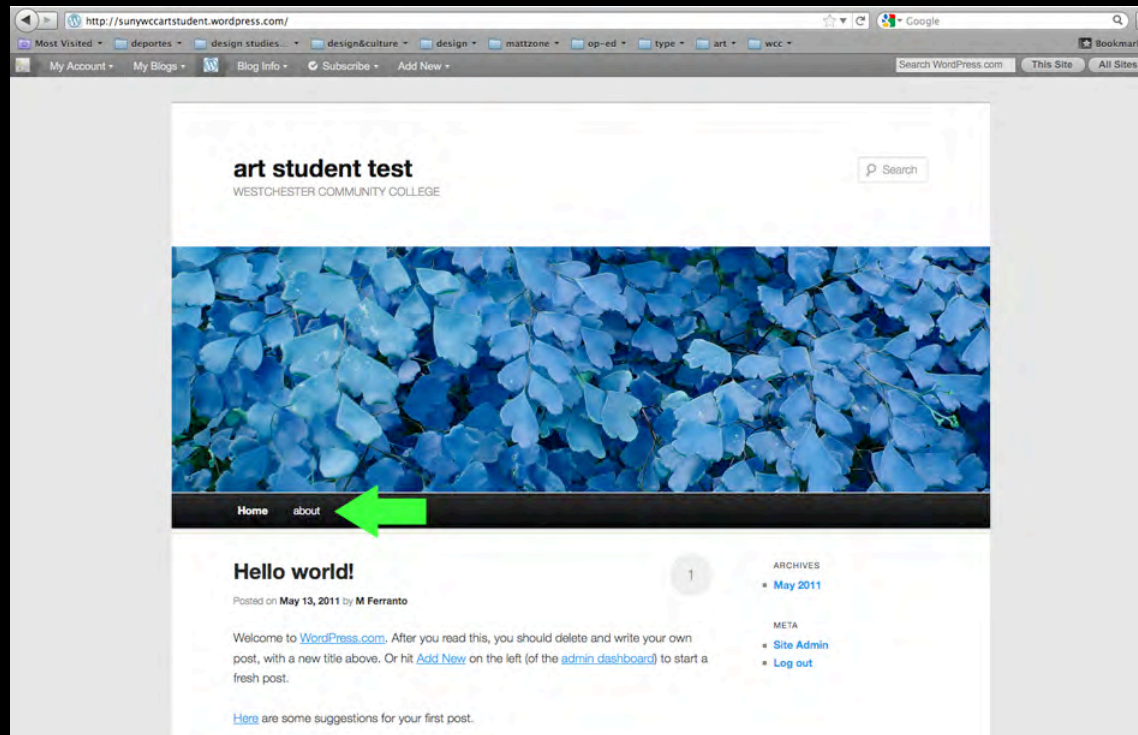 http://sunywccartstudent.wordpress.com/
Google
Most Visited deportes design studies... design&culture design mattzone op-ed type art wcc Bookmar
My Account My Blogs Blog Info Subscribe Add New Search WordPress.com This Site All Sites
art student test
Search
WESTCHESTER COMMUNITY COLLEGE
Home about
Hello world!
1
Posted on May 13, 2011 by M Ferranto
Welcome to WordPress.com. After you read this, you should delete and write your own
post, with a new title above. Or hit Add New on the left (of the admin dashboard) to start a
fresh post.
Here are some suggestions for your first post.
ARCHIVES
May 2011
META
Site Admin
Log out